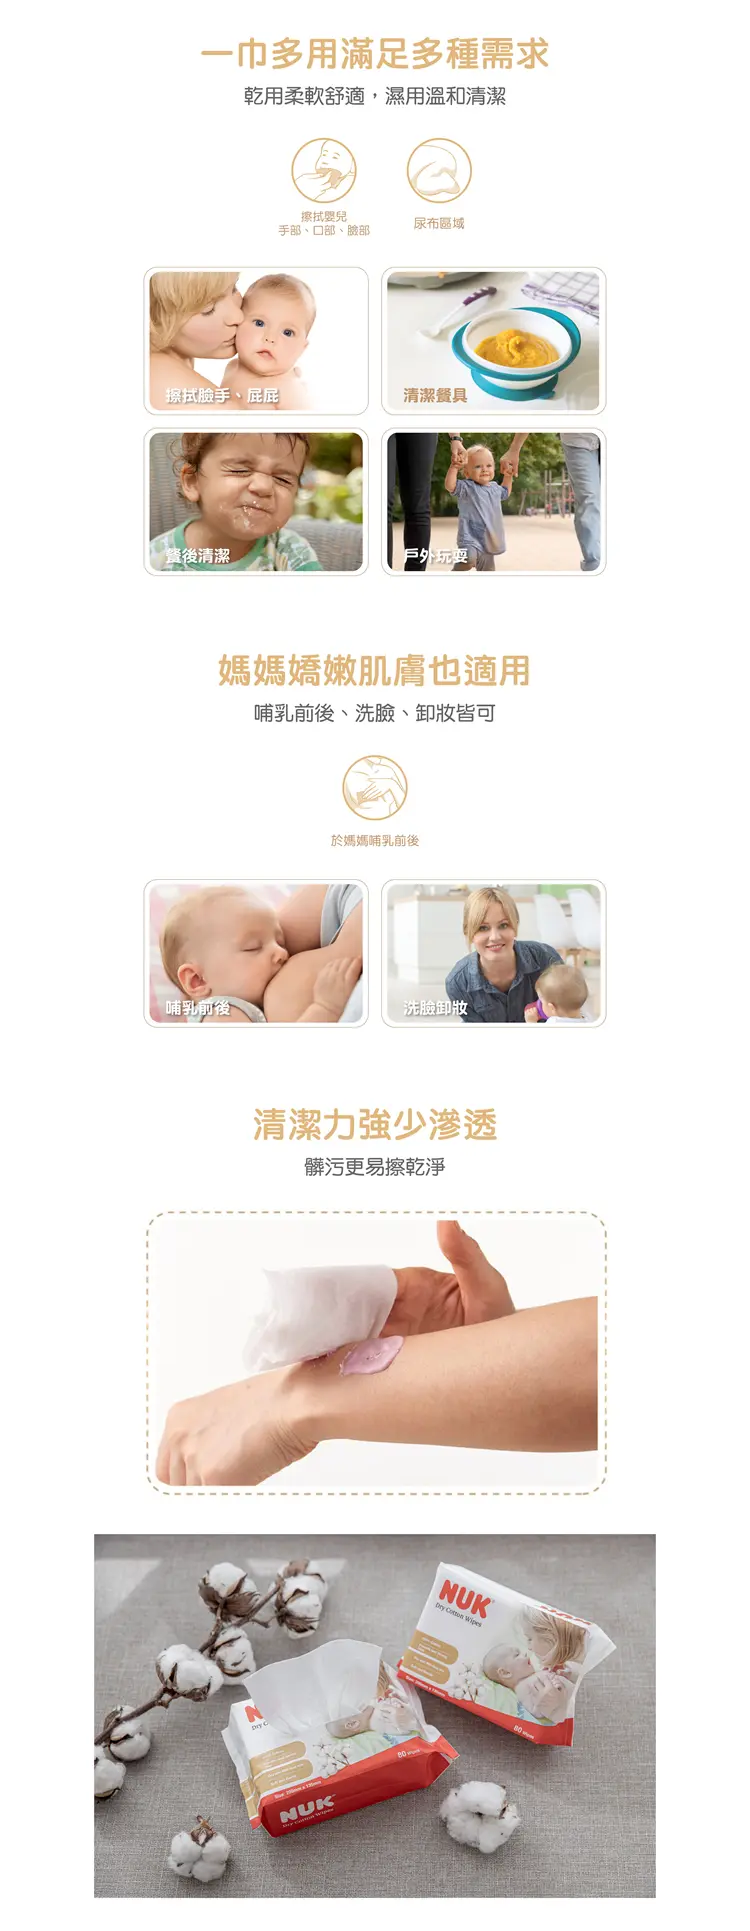 一巾多用滿足多種需求
乾用柔軟舒適，濕用溫和清潔
擦拭嬰兒
手部、口部、臉部
尿布區域
擦拭臉手、屁屁
清潔餐具
餐後清潔
戶外玩耍
媽媽嬌嫩肌膚也適用
哺乳前後、洗臉、卸妝皆可
於媽媽哺乳前後
哺乳前後
洗臉卸妝
清潔力強少滲透
髒污更易擦乾淨
NUK
Dry Cotton Wipes
80 wipes
N
Dry C
80 wipes
NUK
Dry Cotton Wipes